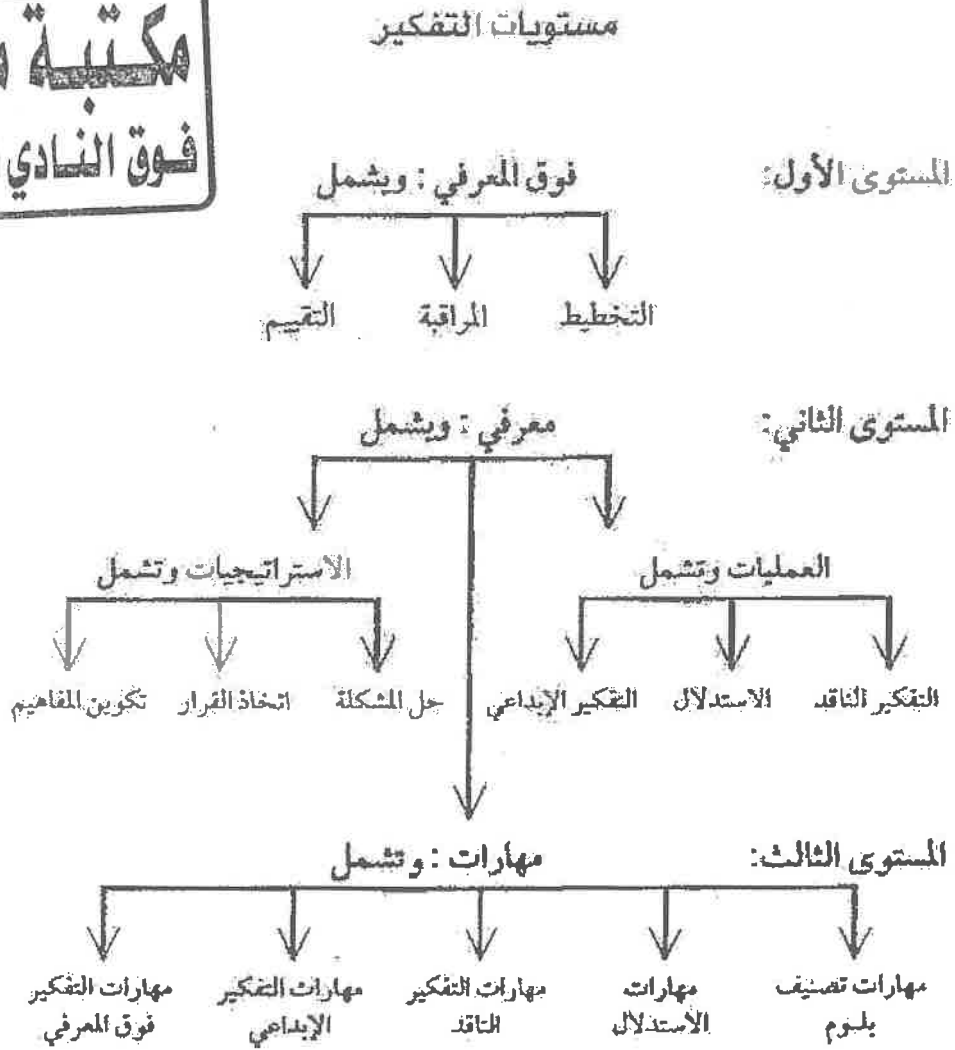 مكتبة
فوق النادي
مستويات التفكير
المستوى الأول:
فوق المعرفي : ويشمل
التخطيط
المراقبة
التقييم
المستوى الثاني:
معرفي : ويشمل
العمليات وتشمل
الاستراتيجيات وتشمل
التفكير الناقد
الاستدلال
التفكير الإبداعي
حل المشكلة
اتخاذ القرار
تكوين المفاهيم
المستوى الثالث:
مهارات : وتشمل
مهارات تصنيف
بلوم
مهارات
الاستدلال
مهارات التفكير
الناقد
مهارات التفكير
الإبداعي
مهارات التفكير
فوق المعرفي